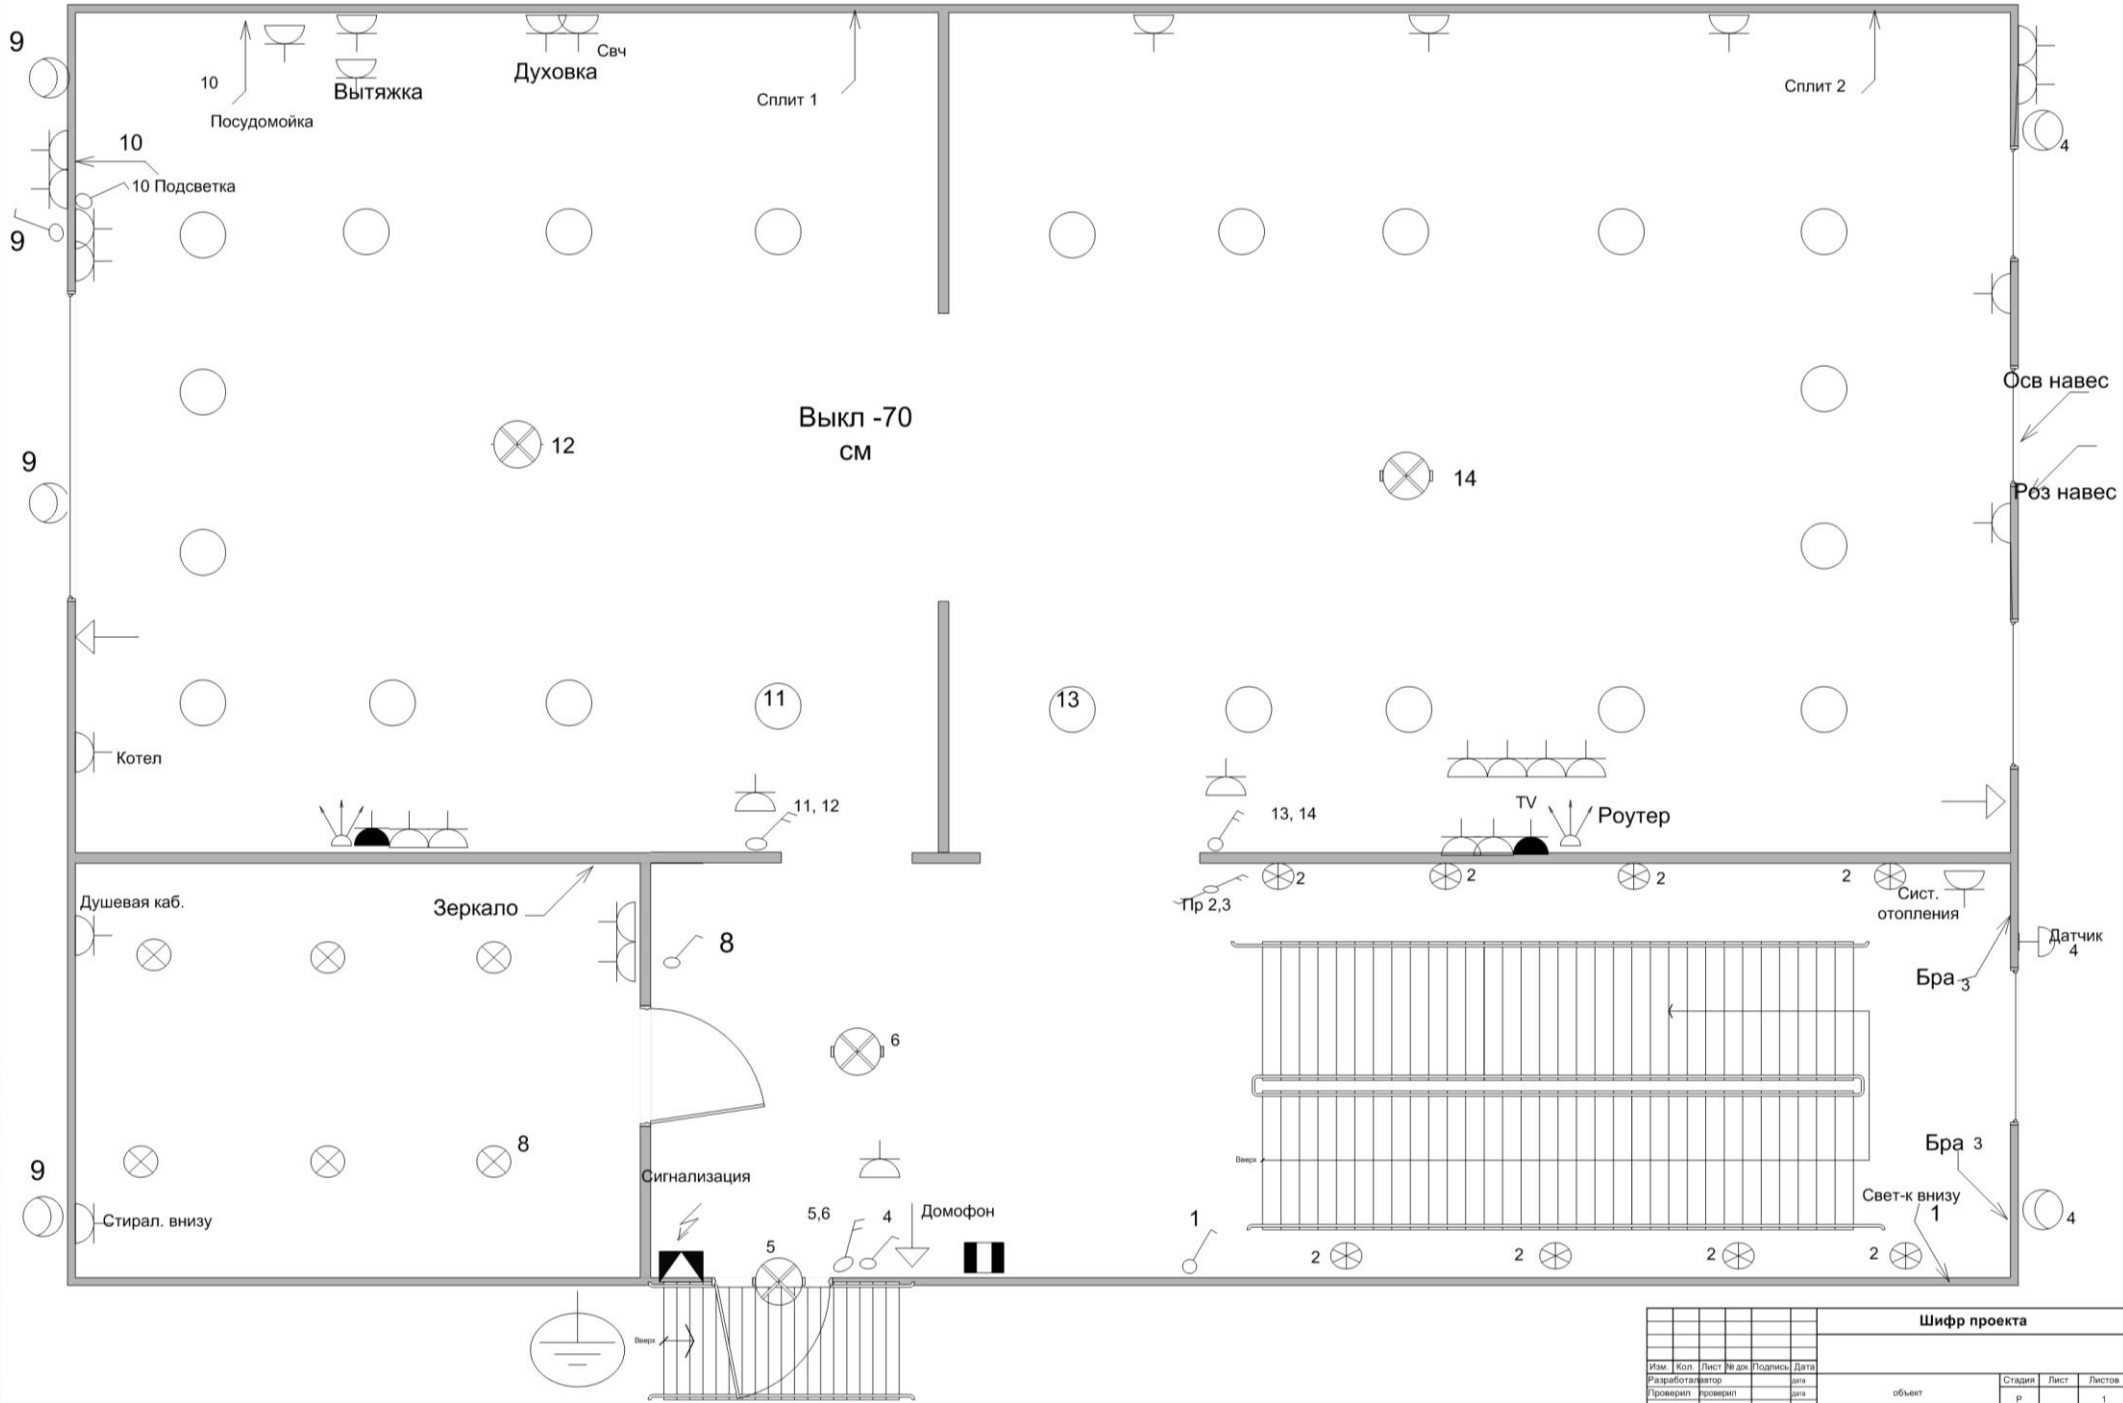 9
10
Посудомойка
Вытяжка
Духовка
Свч
Сплит 1
Сплит 2
4
10
10 Подсветка
9
Осв навес
Роз навес
Выкл -70
см
12
14
9
11
13
Котел
11, 12
13, 14
TV
Роутер
Душевая каб.
Зеркало
8
Пр 2,3
2
2
2
2
Сист.
отопления
Датчик
4
Бра 3
6
8
9
Стирал. внизу
Сигнализация
5,6
4
Домофон
5
1
Вверх
Бра 3
Свет-к внизу
1
4
2
2
2
2
Вверх
Шифр проекта
Изм. Кол. Лист № док. Подпись Дата
Разработал автор дата
Проверил проверил дата
объект
Стадия Лист Листов
Р 1